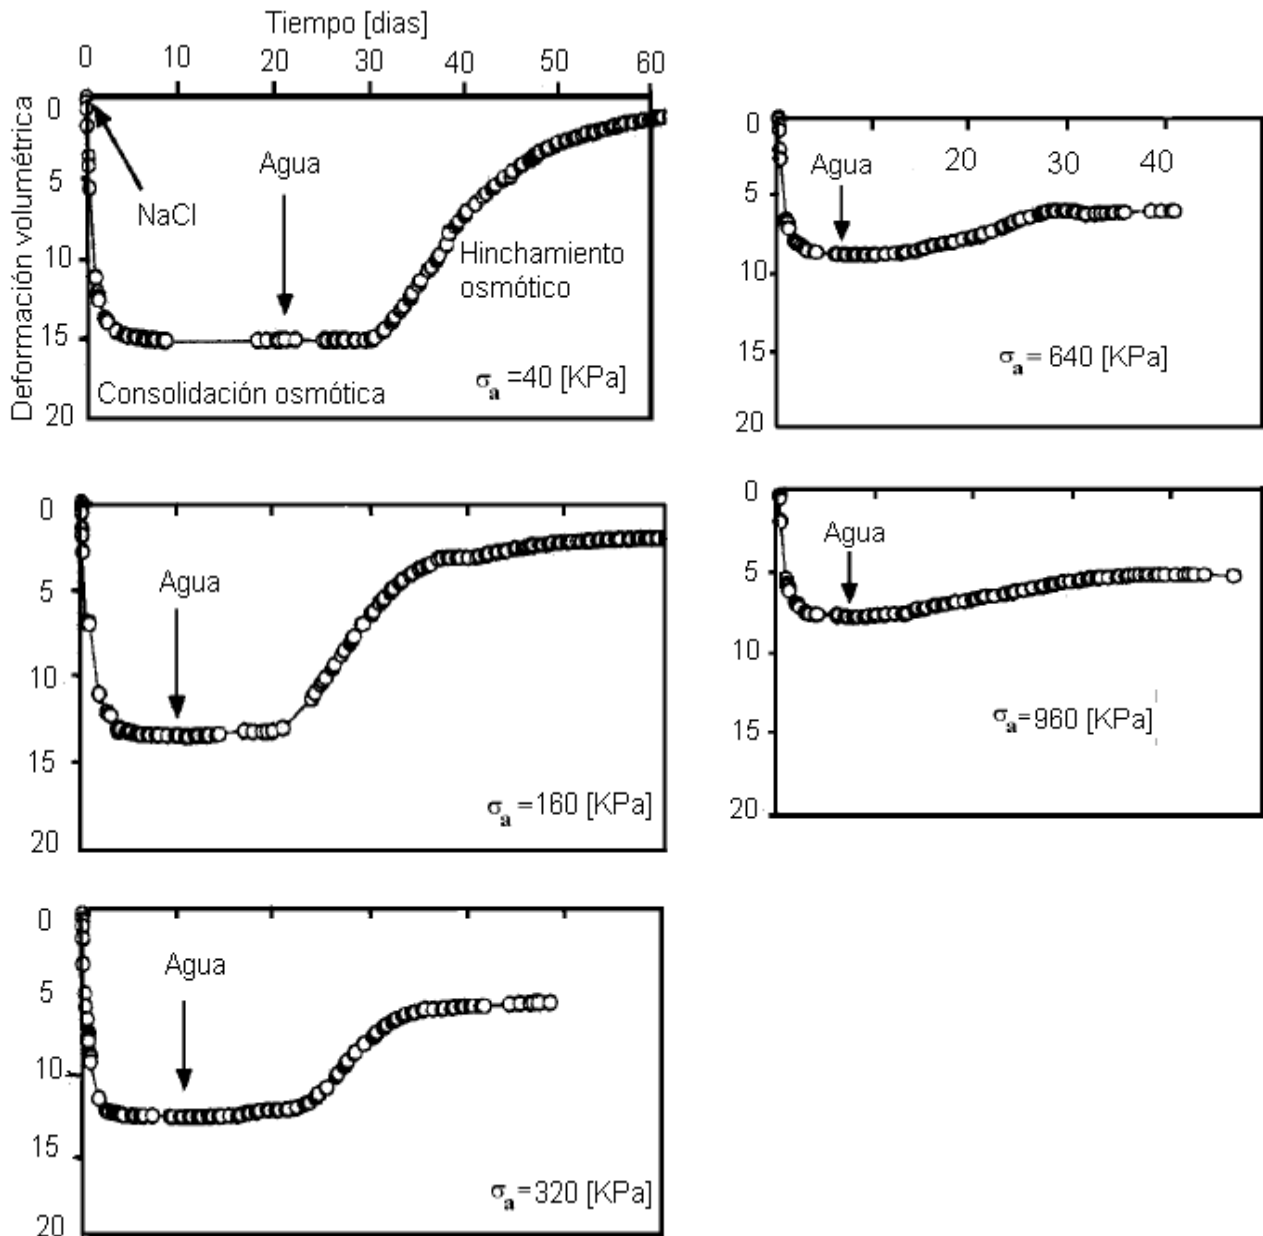 Tiempo [dias]
0 10 20 30 40 50 60
Deformación volumétrica
0
5
10
15
20
NaCl
Agua
Hinchamiento
osmótico
Consolidación osmótica
σa =40 [KPa]
0
5
10
15
20
20 30 40
Agua
σa = 640 [KPa]
0
5
10
15
20
Agua
σa =160 [KPa]
0
5
10
15
20
Agua
σa=960 [KPa]
0
5
10
15
20
Agua
σa =320 [KPa]